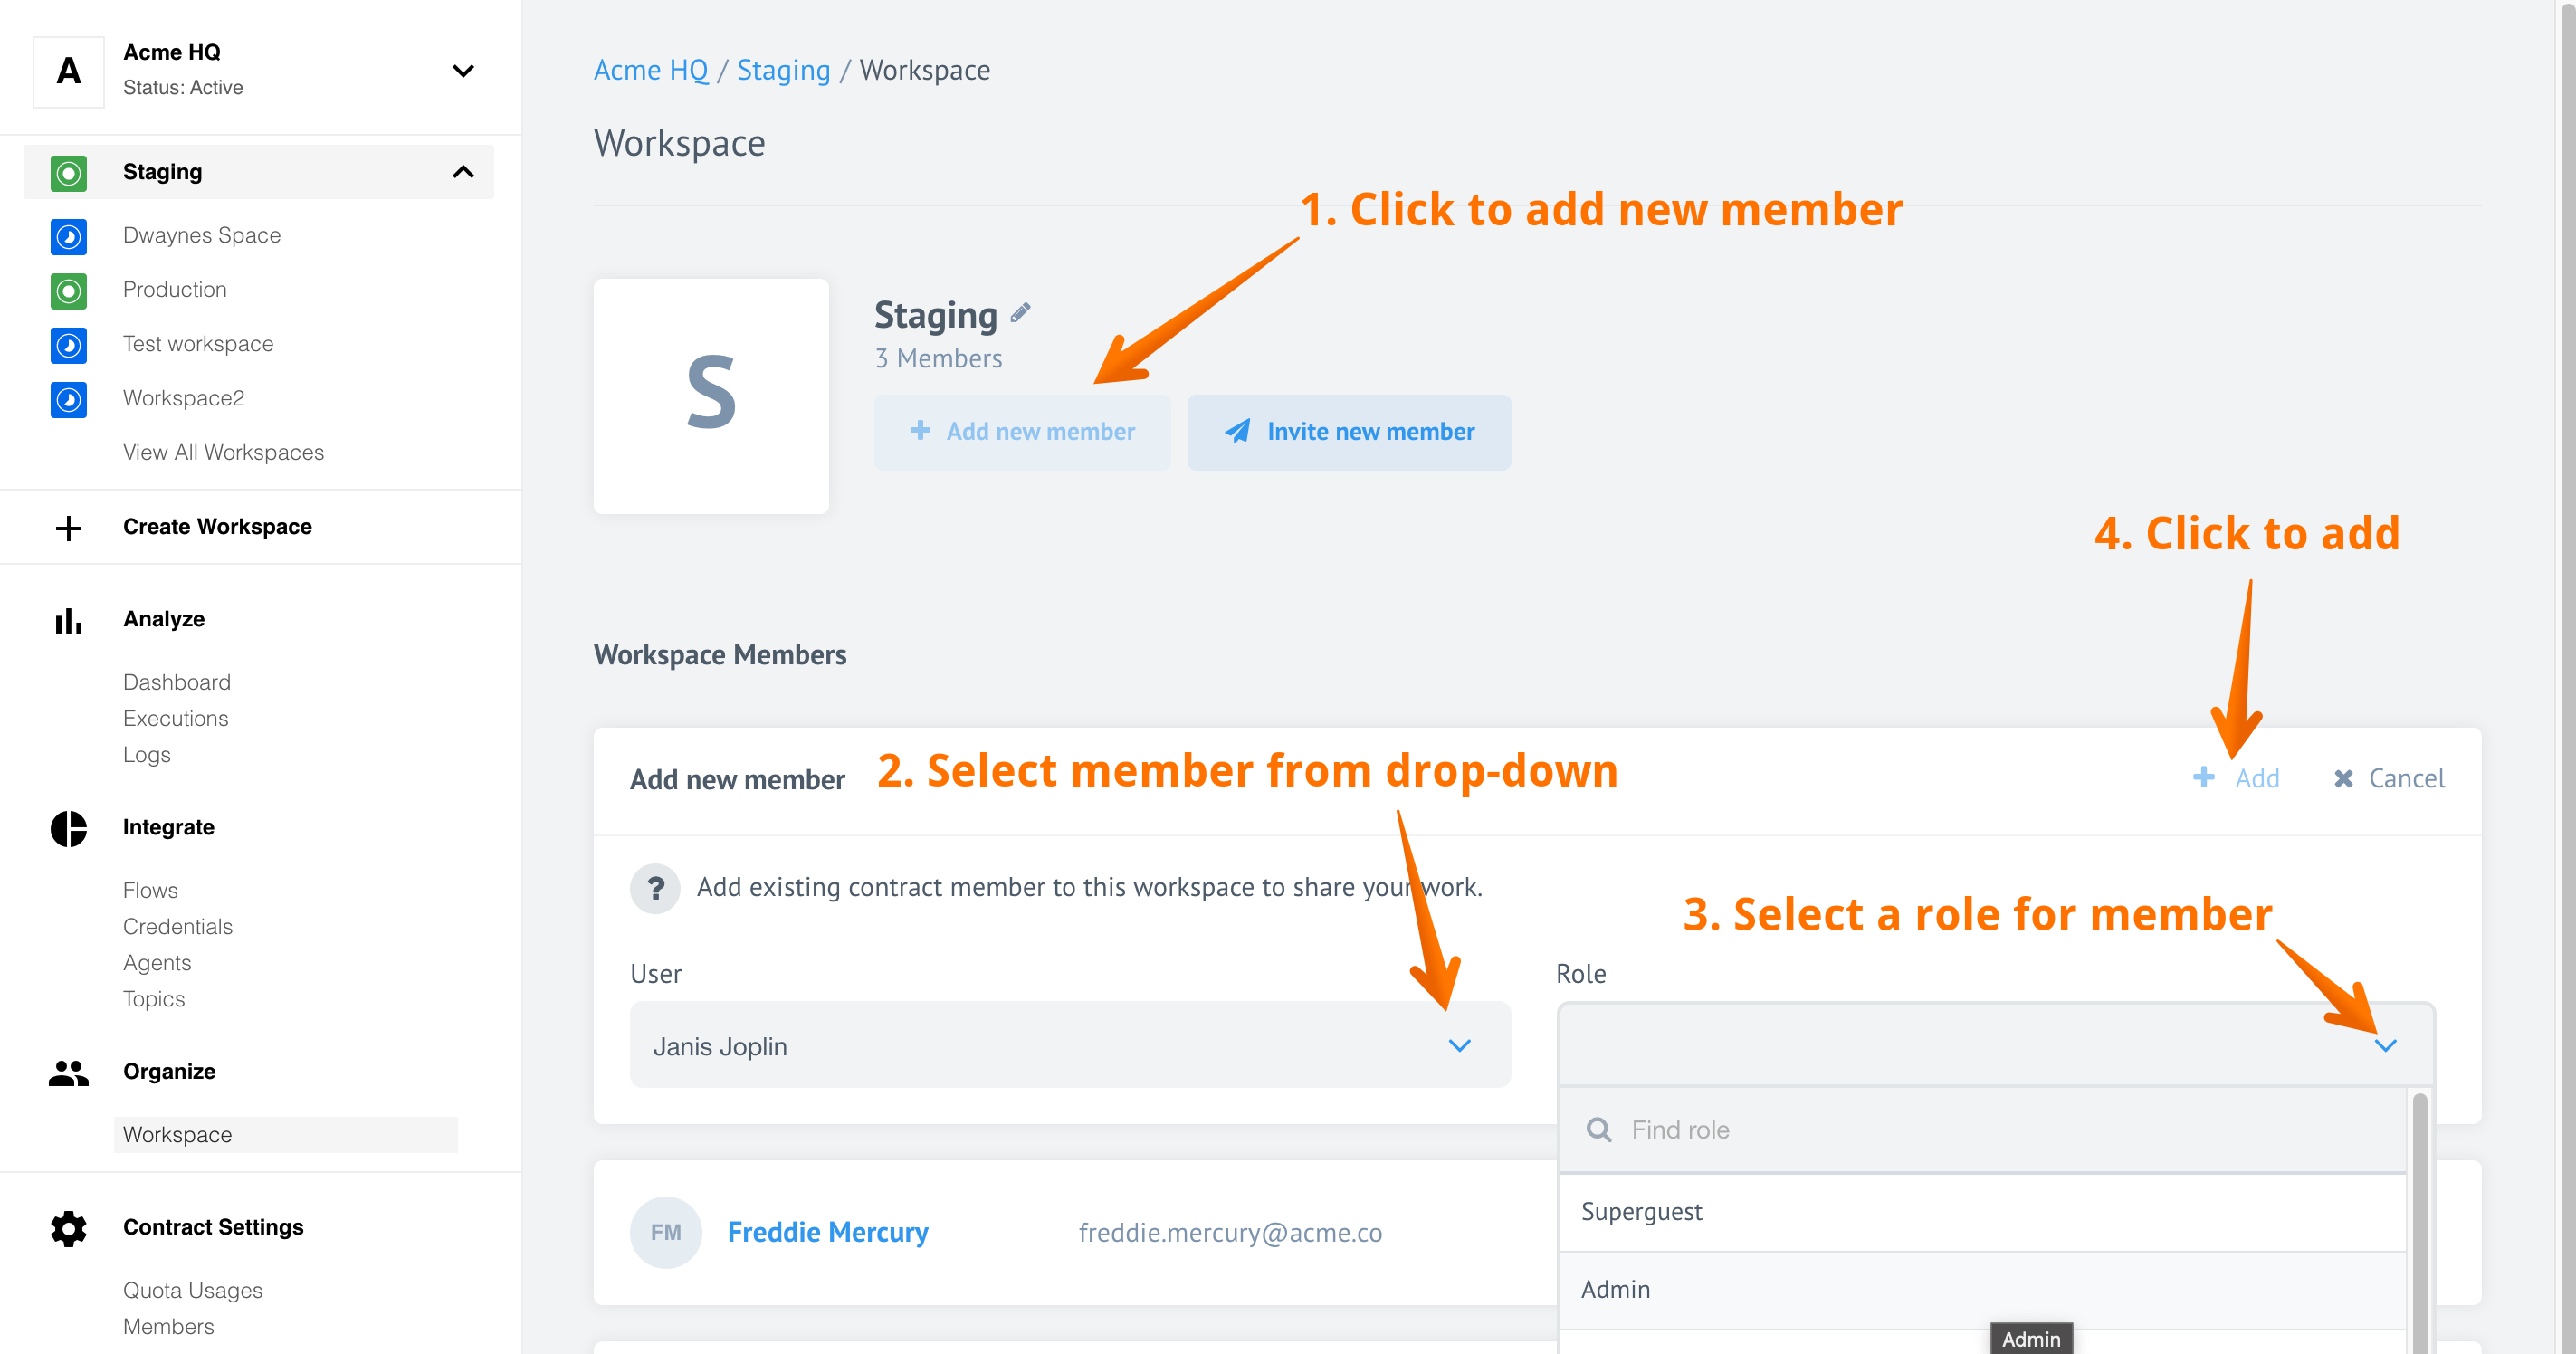 A
Acme HQ
Status: Active
Staging
Dwaynes Space
Production
Test workspace
Workspace2
View All Workspaces
Create Workspace
Analyze
Dashboard
Executions
Logs
Integrate
Flows
Credentials
Agents
Topics
Organize
Workspace
Contract Settings
Quota Usages
Members
Acme HQ / Staging / Workspace
Workspace
1. Click to add new member
S
Staging
3 Members
Add new member
Invite new member
4. Click to add
Workspace Members
Add new member
2. Select member from drop-down
Add
Cancel
? Add existing contract member to this workspace to share your work.
3. Select a role for member
User
Role
Janis Joplin
Find role
Superguest
Admin
Admin
FM
Freddie Mercury
freddie.mercury@acme.co